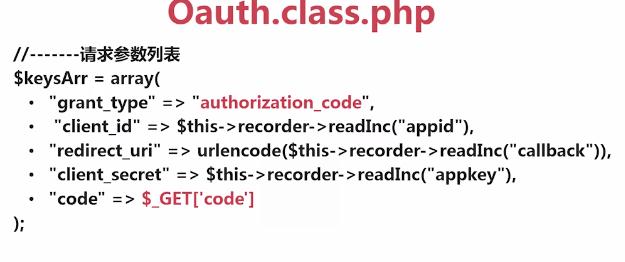 Oauth.class.php
//-------请求参数列表
$keysArr = array(
• "grant_type" => "authorization_code",
• "client_id" => $this->recorder->readInc("appid"),
• "redirect_uri" => urlencode($this->recorder->readInc("callback")),
• "client_secret" => $this->recorder->readInc("appkey"),
• "code" => $_GET['code']
);